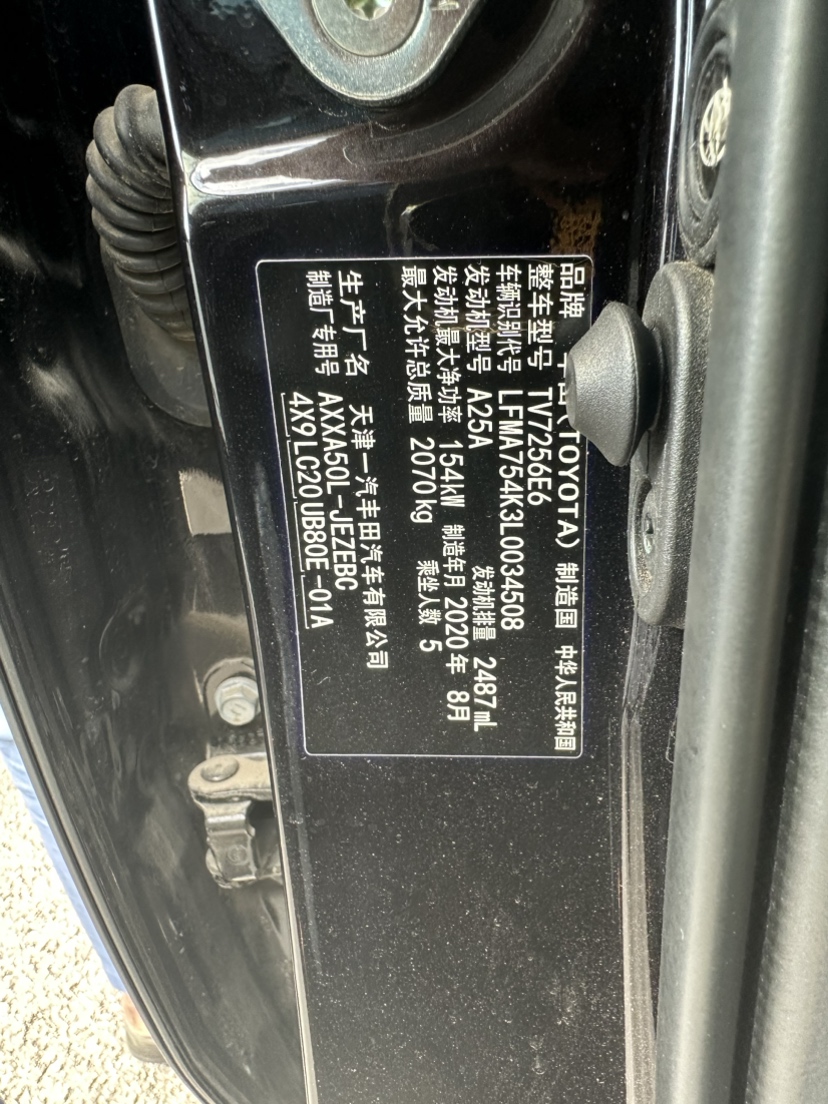 品牌 丰田(TOYOTA) 制造国 中华人民共和国
整车型号 TV7256E6
车辆识别代号 LFMA754K3L0034508
发动机型号 A25A 发动机排量 2487mL
发动机最大净功率 154kW 制造年月 2020年 8月
最大允许总质量 2070kg 乘坐人数 5
生产厂名 天津一汽丰田汽车有限公司
制造厂专用号 AXXA50L-JEZEBC
4X9 LC20 UB80E-01A